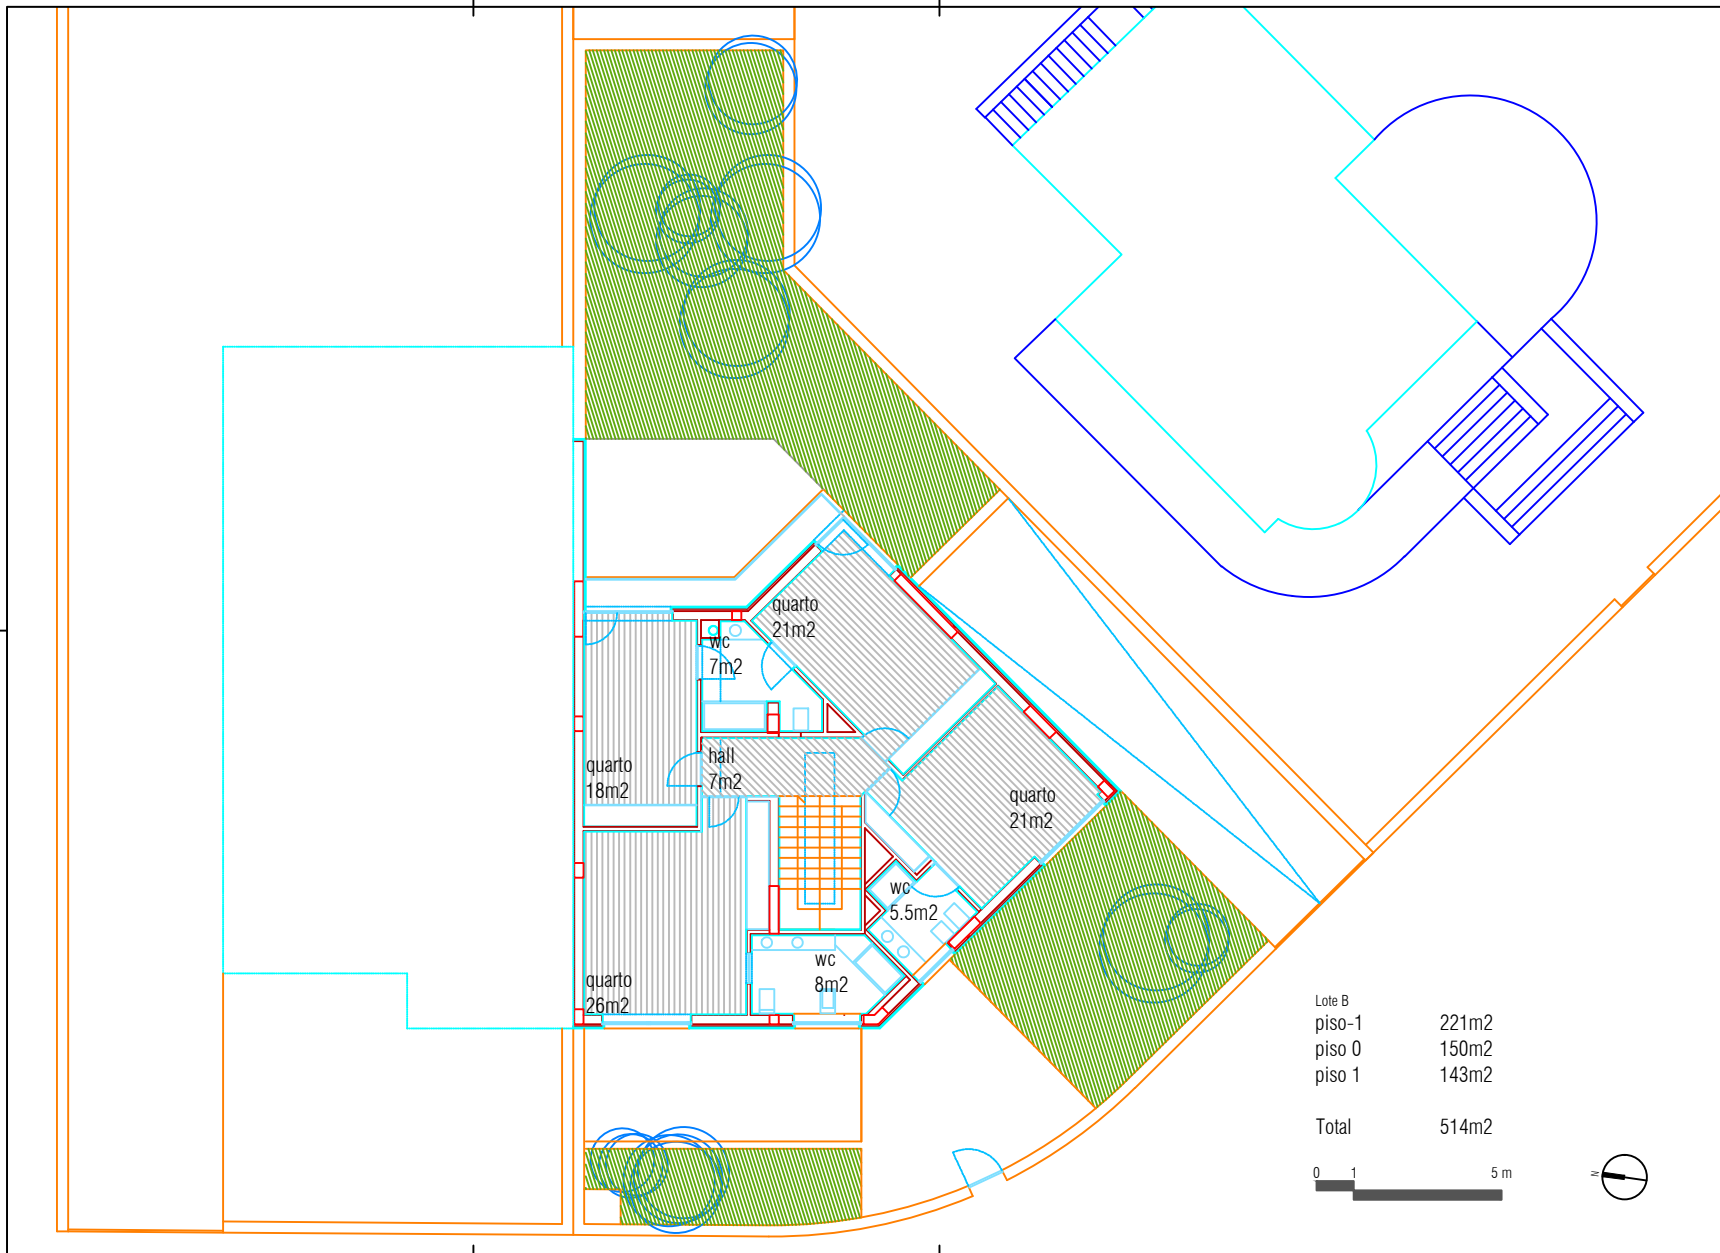 quarto
21m2
wc
7m2
quarto
18m2
hall
7m2
quarto
21m2
wc
5.5m2
wc
8m2
quarto
26m2
Lote B
piso-1 221m2
piso 0 150m2
piso 1 143m2
Total 514m2
0 1 5 m
N